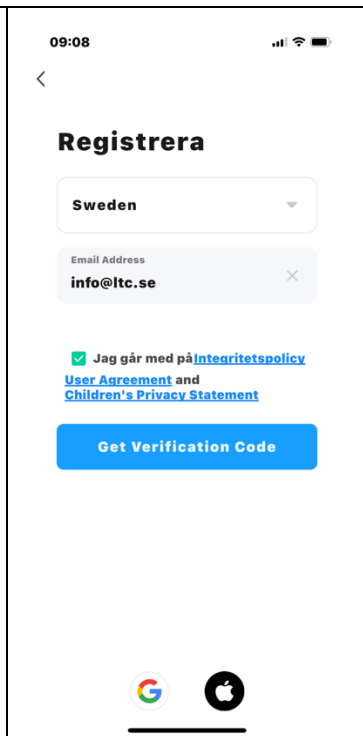 09:08
Registrera
Sweden
Email Address
info@ltc.se
Jag går med påIntegritetspolicy
User Agreement and
Children's Privacy Statement
Get Verification Code